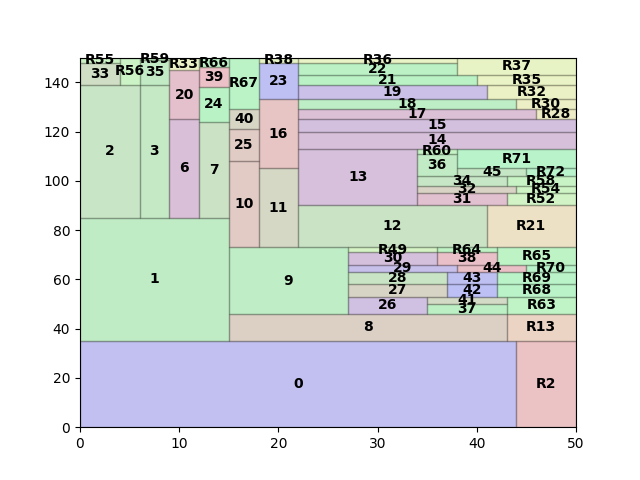 R55 R59 R33 R66 R38 R36
33 R56 35 39 R67 23 22 R37
21 R35
20 24 19 R32
18 R30
40 16 17 R28
15
25 14
2 3 6 7 13 R60 R71
36 45 R72
34 R58
32 R54
10 11 31 R52
12 R21
1 9 R49 R64
30 38 R65
29 44 R70
28 43 R69
27 42 R68
26 41 R63
37
8 R13
0 R2
140
120
100
80
60
40
20
0
0 10 20 30 40 50